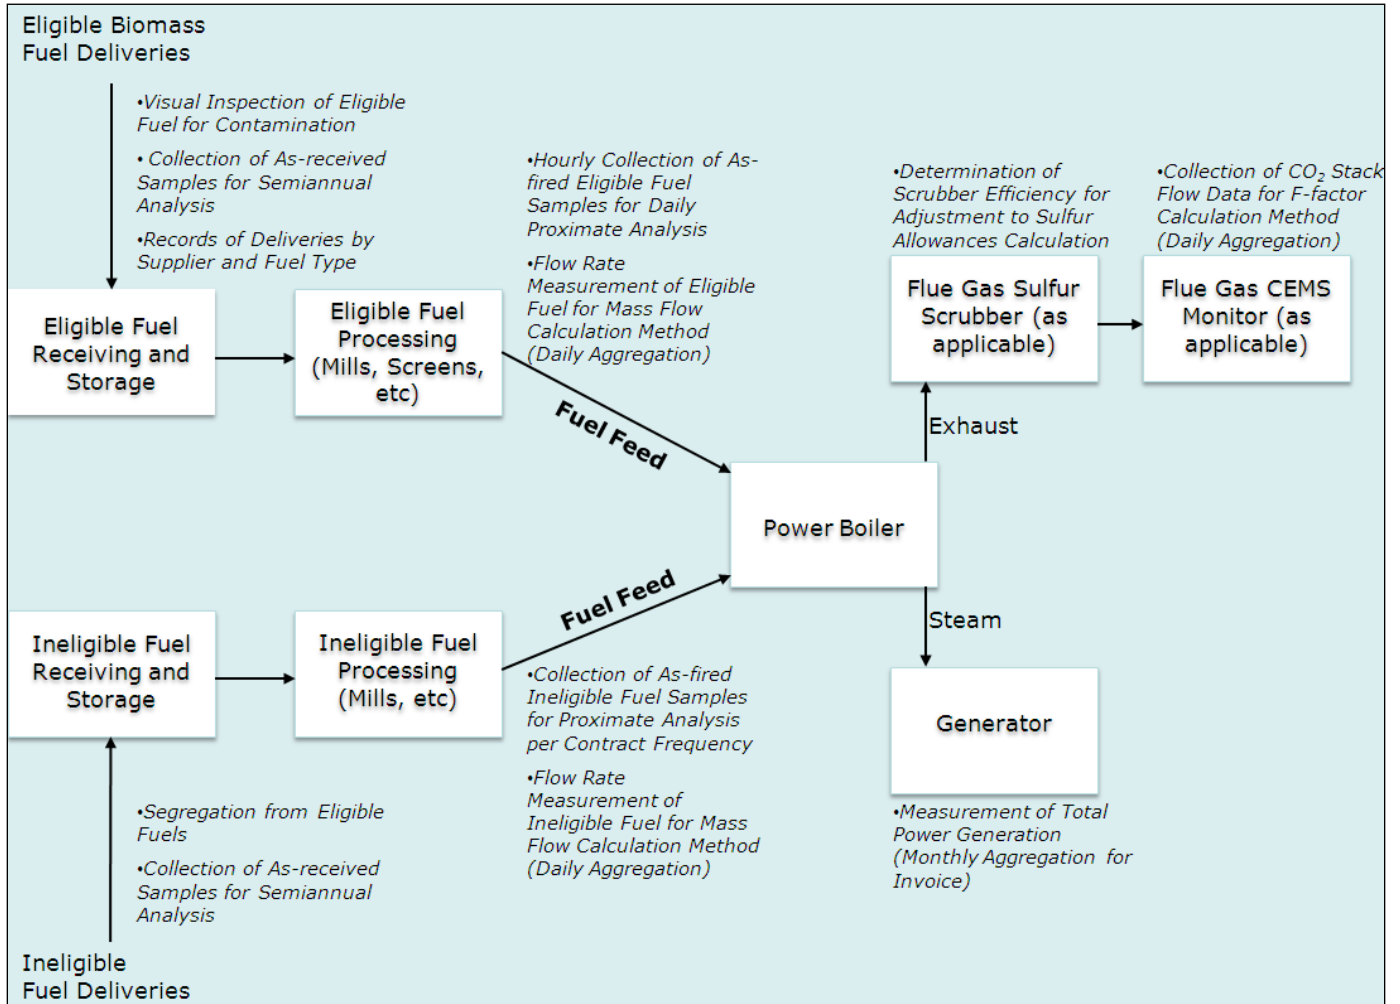 Eligible Biomass
Fuel Deliveries
•Visual Inspection of Eligible
Fuel for Contamination
• Collection of As-received
Samples for Semiannual
Analysis
•Records of Deliveries by
Supplier and Fuel Type
•Hourly Collection of As-
fired Eligible Fuel
Samples for Daily
Proximate Analysis
•Flow Rate
Measurement of Eligible
Fuel for Mass Flow
Calculation Method
(Daily Aggregation)
•Determination of
Scrubber Efficiency for
Adjustment to Sulfur
Allowances Calculation
•Collection of CO₂ Stack
Flow Data for F-factor
Calculation Method
(Daily Aggregation)
Eligible Fuel
Receiving and
Storage
Eligible Fuel
Processing
(Mills, Screens,
etc)
Flue Gas Sulfur
Scrubber (as
applicable)
Flue Gas CEMS
Monitor (as
applicable)
Fuel Feed
Exhaust
Power Boiler
Fuel Feed
Steam
Ineligible Fuel
Receiving and
Storage
Ineligible Fuel
Processing
(Mills, etc)
Generator
•Collection of As-fired
Ineligible Fuel Samples
for Proximate Analysis
per Contract Frequency
•Flow Rate
Measurement of
Ineligible Fuel for Mass
Flow Calculation Method
(Daily Aggregation)
•Measurement of Total
Power Generation
(Monthly Aggregation for
Invoice)
•Segregation from Eligible
Fuels
•Collection of As-received
Samples for Semiannual
Analysis
Ineligible
Fuel Deliveries